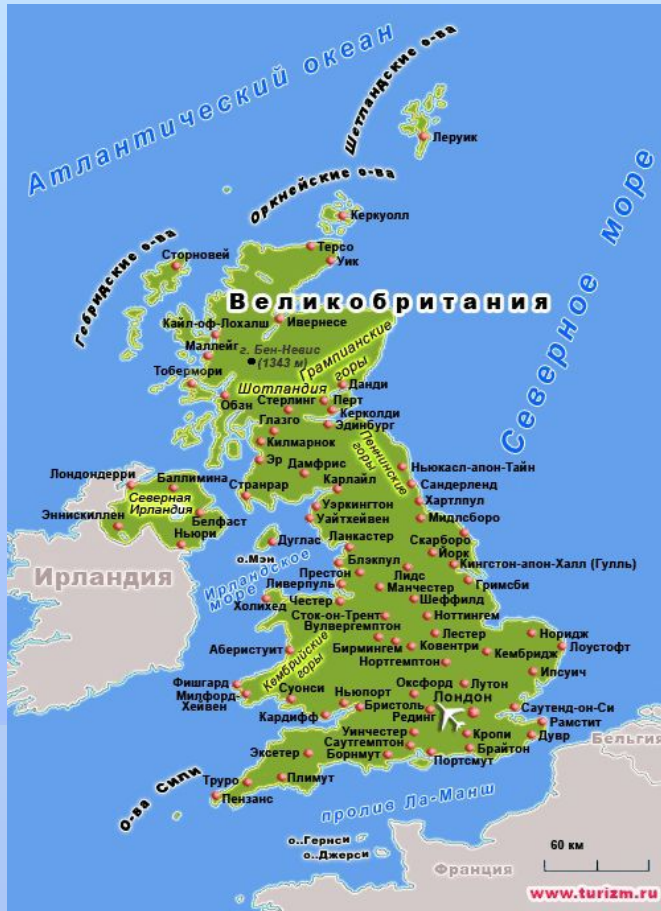 Атлантический океан
Шетландские о-ва
Леруик
Оркнейские о-ва
Керкуолл
Северное море
Гебридские о-ва
Сторновей
Терсо
Уик
Великобритания
Кайл-оф-Лохалш
Ивернесе
Маллейг
г. Бен-Невис
(1343 м)
Грампианские
горы
Тобермори
Шотландия
Данди
Обан
Стерлинг
Перт
Керколди
Глазго
Эдинбург
Килмарнок
Пеннинские
горы
Эр
Ньюкасл-апон-Тайн
Лондондерри
Баллимина
Дамфрис
Карлайл
Сандерленд
Странрар
Хартлпул
Северная
Ирландия
Уэркингтон
Эннискиллен
Белфаст
Уайтхейвен
Мидлсборо
Ньюри
Дуглас
Ланкастер
Скарборо
о.Мэн
Блэкпул
Йорк
Ирландия
Ирландское
море
Престон
Лидс
Кингстон-апон-Халл (Гулль)
Ливерпуль
Манчестер
Гримсби
Холихед
Честер
Шеффилд
Сток-он-Трент
Ноттингем
Вулвергемптон
Лестер
Норидж
Аберистуит
Бирмингем
Ковентри
Кембридж
Лоустофт
Кембрийские
горы
Нортгемптон
Ипсуич
Фишгард
Оксфорд
Лутон
Милфорд-
Хейвен
Суонси
Ньюпорт
Лондон
Бристоль
Саутенд-он-Си
Кардифф
Рединг
Рамстит
Уинчестер
Кропи
Дувр
Бельгия
Эксетер
Саутгемптон
Брайтон
Борнмут
Портсмут
О-ва Сили
Труро
Плимут
Пензанс
пролив Ла-Манш
о..Гернси
о..Джерси
60 км
Франция
www.turizm.ru